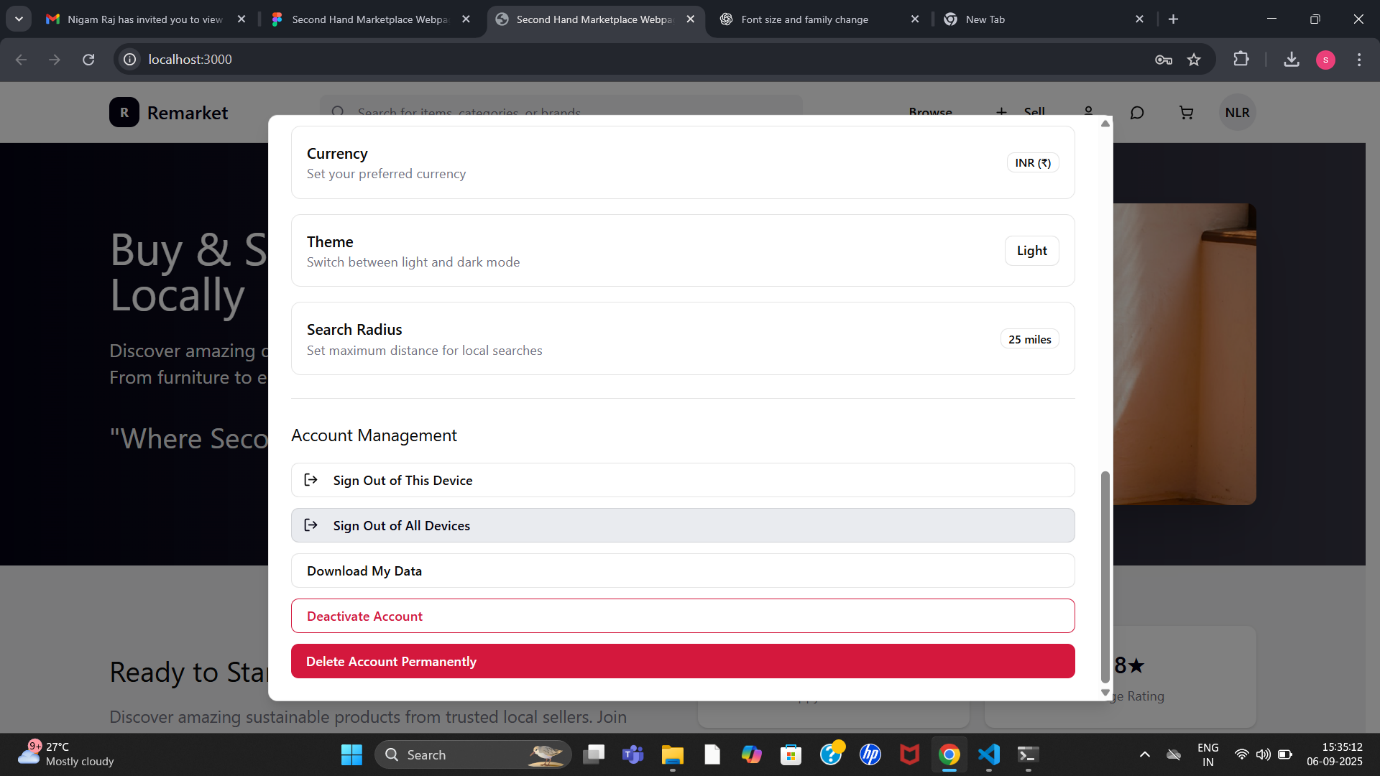 Nigam Raj has invited you to view
Second Hand Marketplace Webpa
Second Hand Marketplace Webpa
Font size and family change
New Tab
localhost:3000
S
R Remarket
Search for items, categories, or brands
Browse
Sell
NLR
Buy & S
Locally
Discover amazing
From furniture to e
"Where Seco
Currency
Set your preferred currency
INR (₹)
Theme
Switch between light and dark mode
Light
Search Radius
Set maximum distance for local searches
25 miles
Account Management
Sign Out of This Device
Sign Out of All Devices
Download My Data
Deactivate Account
Delete Account Permanently
Ready to Sta
Discover amazing sustainable products from trusted local sellers. Join
8★
ge Rating
9+
27°C
Mostly cloudy
Search
hp
ENG
IN
15:35:12
06-09-2025